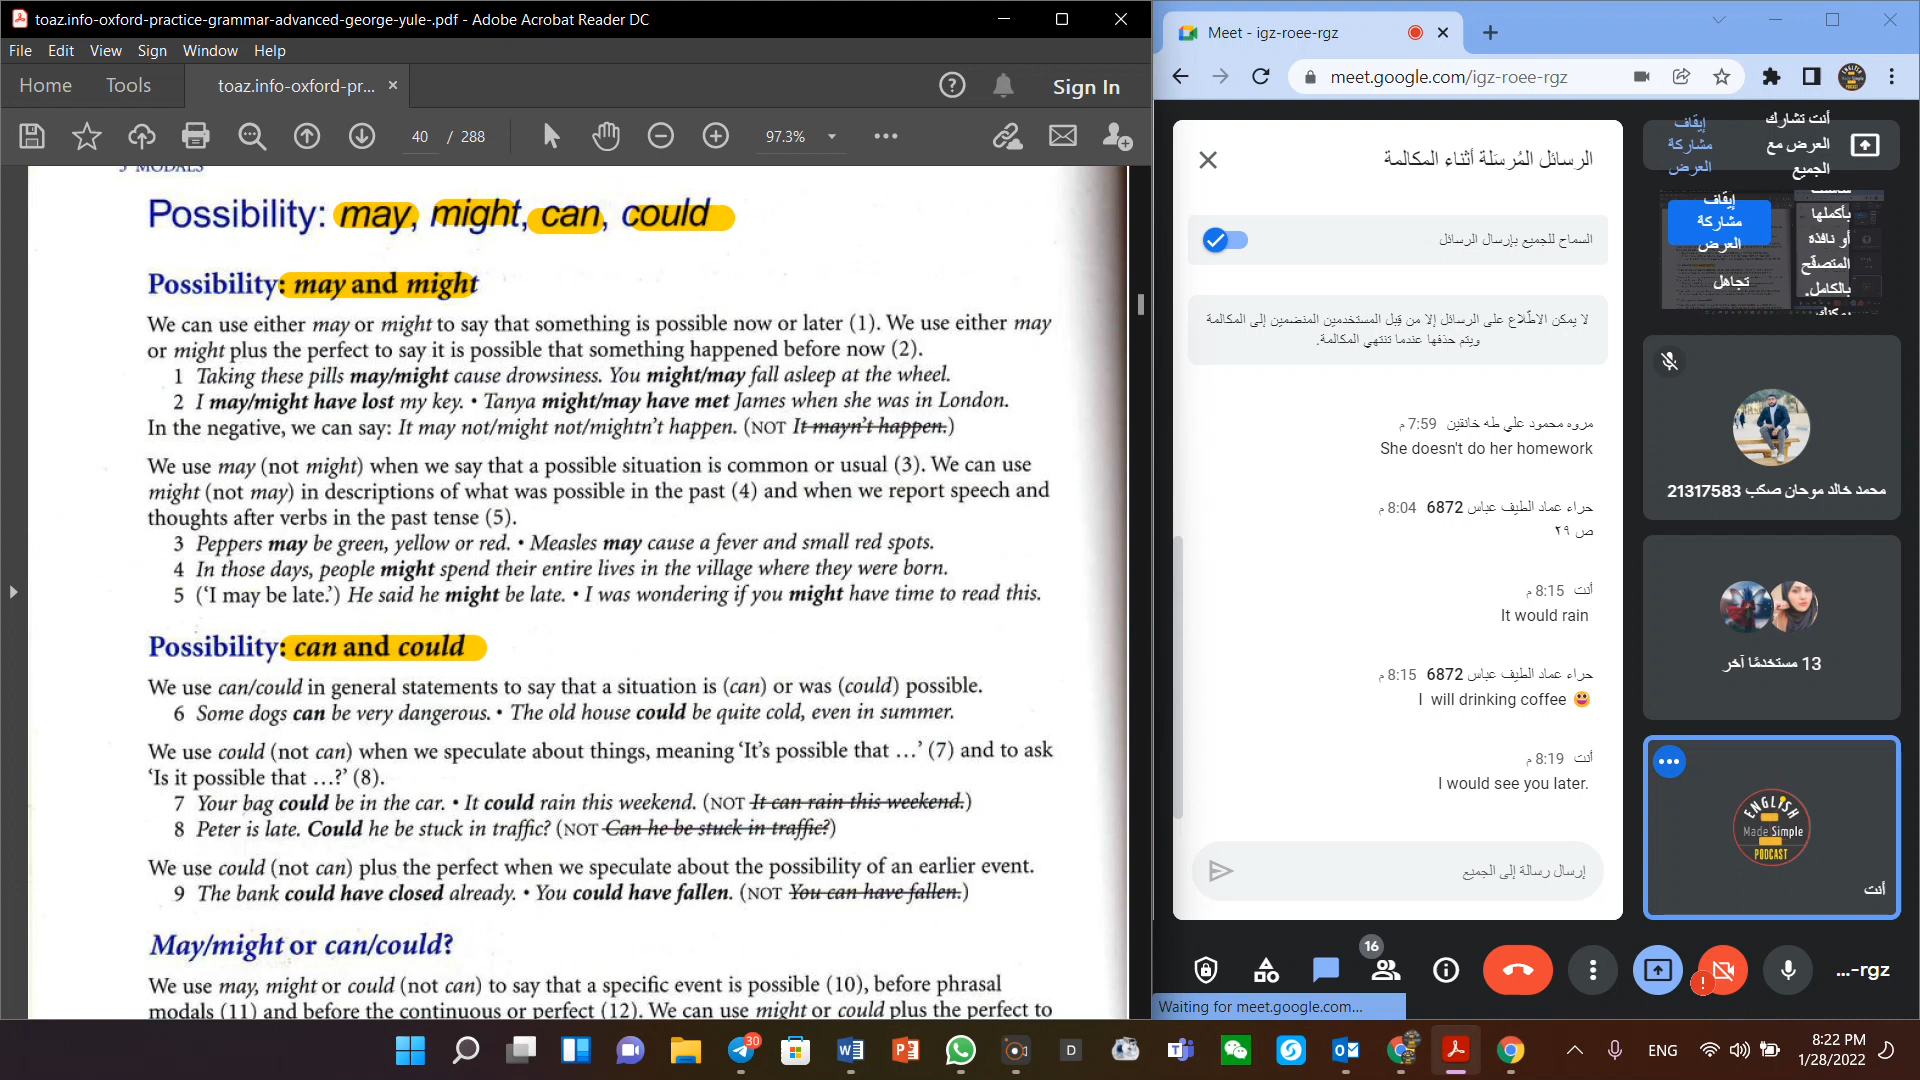 toaz.info-oxford-practice-grammar-advanced-george-yule-.pdf - Adobe Acrobat Reader DC
File Edit View Sign Window Help
Home Tools toaz.info-oxford-pr... × Sign In
40 / 288 97.3%
3 MODALS
Possibility: may, might, can, could
Possibility: may and might
We can use either may or might to say that something is possible now or later (1). We use either may
or might plus the perfect to say it is possible that something happened before now (2).
1 Taking these pills may/might cause drowsiness. You might/may fall asleep at the wheel.
2 I may/might have lost my key. • Tanya might/may have met James when she was in London.
In the negative, we can say: It may not/might not/mightn't happen. (NOT It mayn't happen.)
We use may (not might) when we say that a possible situation is common or usual (3). We can use
might (not may) in descriptions of what was possible in the past (4) and when we report speech and
thoughts after verbs in the past tense (5).
3 Peppers may be green, yellow or red. • Measles may cause a fever and small red spots.
4 In those days, people might spend their entire lives in the village where they were born.
5 ('I may be late.') He said he might be late. • I was wondering if you might have time to read this.
Possibility: can and could
We use can/could in general statements to say that a situation is (can) or was (could) possible.
6 Some dogs can be very dangerous. • The old house could be quite cold, even in summer.
We use could (not can) when we speculate about things, meaning 'It's possible that …' (7) and to ask
'Is it possible that …?' (8).
7 Your bag could be in the car. • It could rain this weekend. (NOT It can rain this weekend.)
8 Peter is late. Could he be stuck in traffic? (NOT Can he be stuck in traffic?)
We use could (not can) plus the perfect when we speculate about the possibility of an earlier event.
9 The bank could have closed already. • You could have fallen. (NOT You can have fallen.)
May/might or can/could?
We use may, might or could (not can) to say that a specific event is possible (10), before phrasal
modals (11) and before the continuous or perfect (12). We can use might or could plus the perfect to
Meet - igz-roee-rgz
meet.google.com/igz-roee-rgz
الرسائل المُرسَلة أثناء المكالمة
السماح للجميع بإرسال الرسائل
لا يمكن الاطّلاع على الرسائل إلا من قِبل المستخدمين المنضمين إلى المكالمة
ويتم حذفها عندما تنتهي المكالمة.
مروه محمود علي طه خانقين 7:59 م
She doesn't do her homework
حراء عماد الطيف عباس 6872 8:04 م
ص ٢٩
أنت 8:15 م
It would rain
حراء عماد الطيف عباس 6872 8:15 م
I will drinking coffee 😃
أنت 8:19 م
I would see you later.
إرسال رسالة إلى الجميع
أنت تشارك
العرض مع
الجميع
إيقاف
مشاركة
العرض
بأكملها
أو نافذة
المتصفّح
بالكامل.
إيقاف
مشاركة
العرض
تجاهل
محمد خالد موحان صكب 21317583
13 مستخدمًا آخر
ENGLISH
Made Simple
PODCAST
أنت
16
...-rgz
Waiting for meet.google.com...
30
D
ENG
8:22 PM
1/28/2022